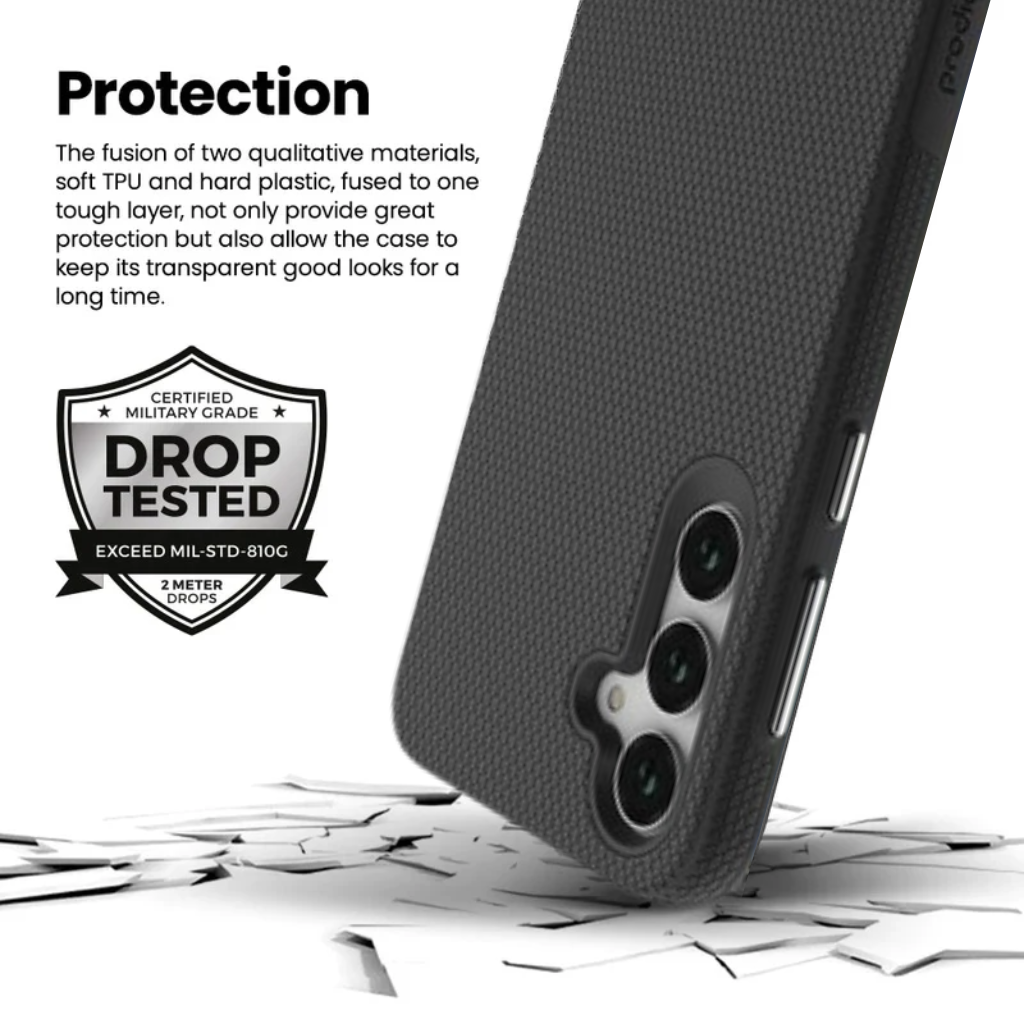 Protection
The fusion of two qualitative materials,
soft TPU and hard plastic, fused to one
tough layer, not only provide great
protection but also allow the case to
keep its transparent good looks for a
long time.
CERTIFIED
MILITARY GRADE
DROP
TESTED
EXCEED MIL-STD-810G
2 METER
DROPS